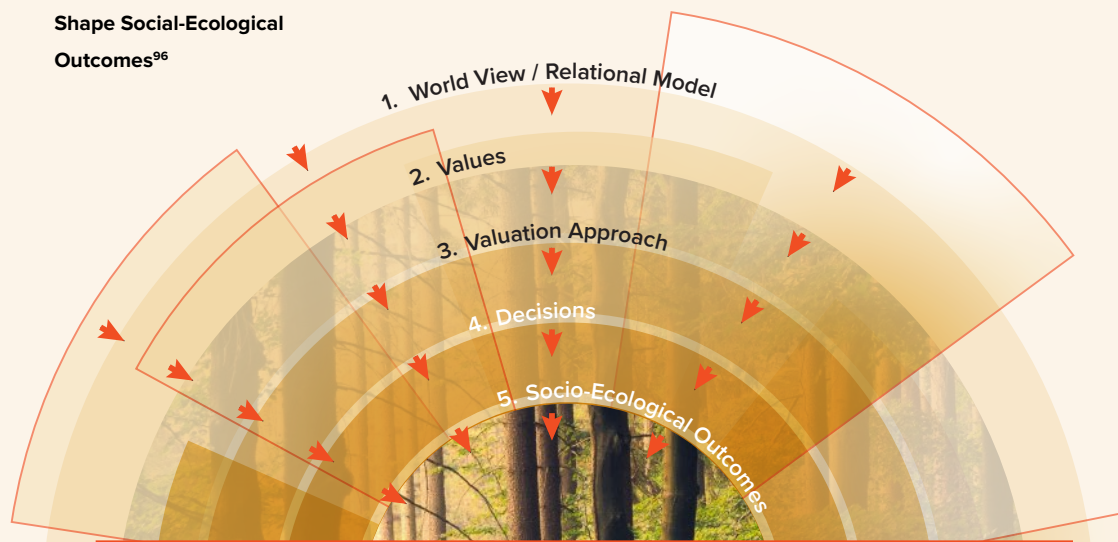 Shape Social-Ecological
Outcomes⁹⁶
1. World View / Relational Model
2. Values
3. Valuation Approach
4. Decisions
5. Socio-Ecological Outcomes